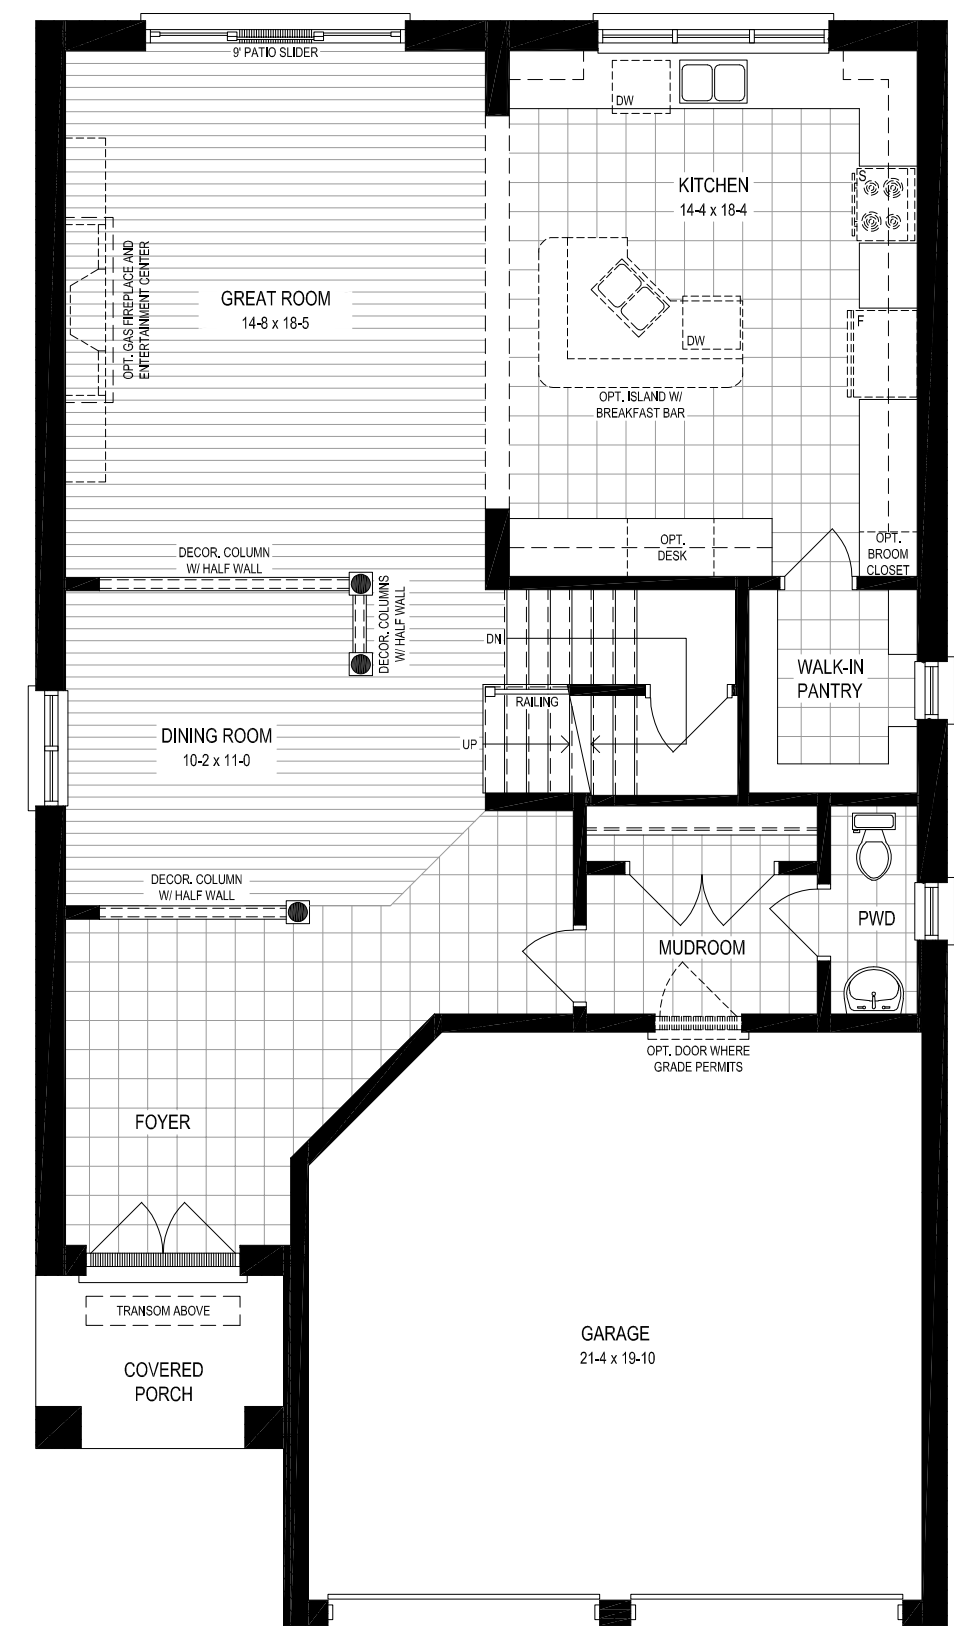 9' PATIO SLIDER
DW
S
KITCHEN
14-4 x 18-4
OPT. GAS FIREPLACE AND
ENTERTAINMENT CENTER
GREAT ROOM
14-8 x 18-5
F
DW
OPT. ISLAND W/
BREAKFAST BAR
OPT.
DESK
OPT.
BROOM
CLOSET
DECOR. COLUMN
W/ HALF WALL
DECOR. COLUMNS
W/ HALF WALL
DN
WALK-IN
PANTRY
RAILING
DINING ROOM
10-2 x 11-0
UP
DECOR. COLUMN
W/ HALF WALL
PWD
MUDROOM
OPT. DOOR WHERE
GRADE PERMITS
FOYER
TRANSOM ABOVE
COVERED
PORCH
GARAGE
21-4 x 19-10